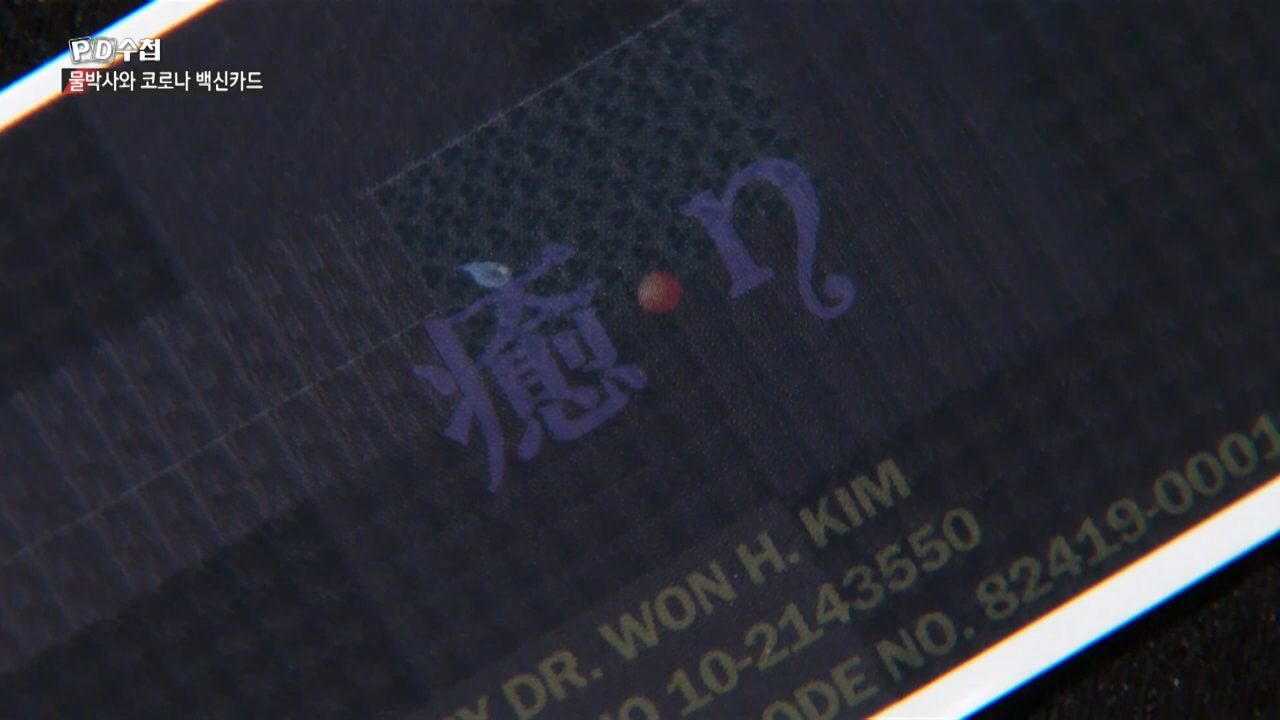 PD수첩
물박사와 코로나 백신카드
癒·η
DR. WON H. KIM
10-2143550
NO. 82419-0001